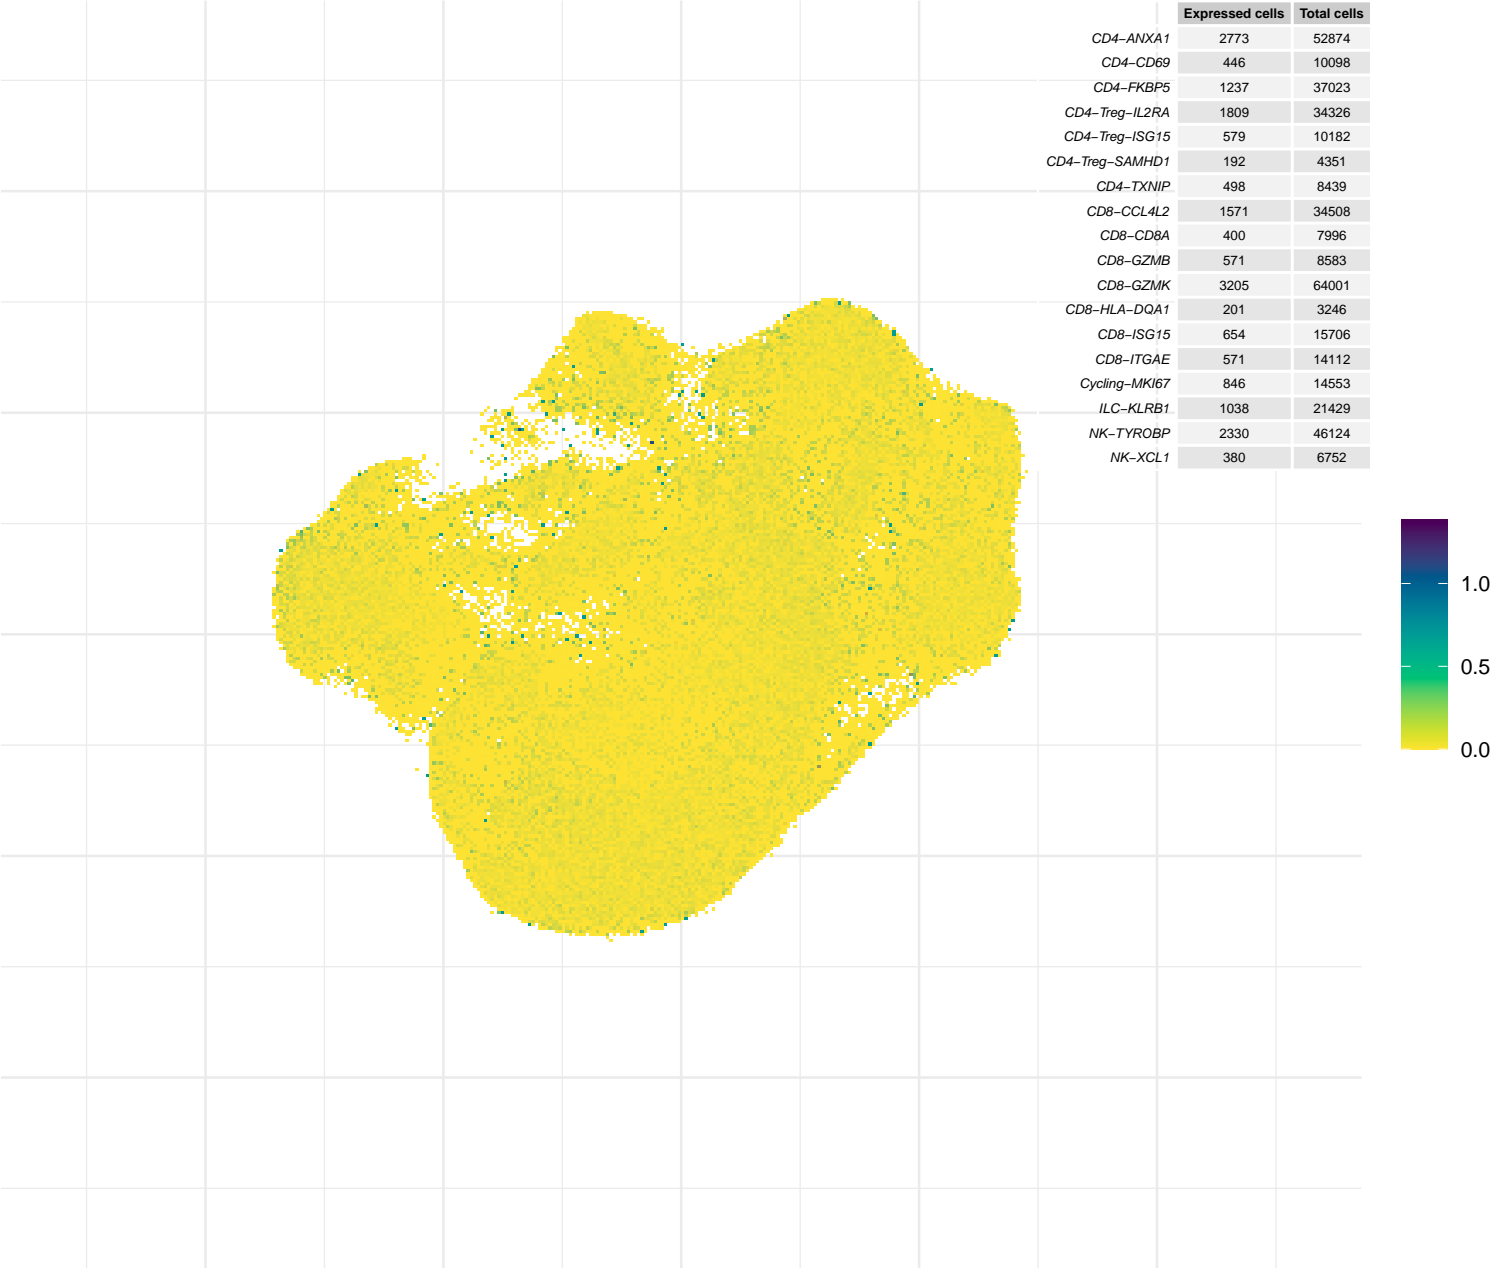 Expressed cells Total cells
CD4−ANXA1 2773 52874
CD4−CD69 446 10098
CD4−FKBP5 1237 37023
CD4−Treg−IL2RA 1809 34326
CD4−Treg−ISG15 579 10182
CD4−Treg−SAMHD1 192 4351
CD4−TXNIP 498 8439
CD8−CCL4L2 1571 34508
CD8−CD8A 400 7996
CD8−GZMB 571 8583
CD8−GZMK 3205 64001
CD8−HLA−DQA1 201 3246
CD8−ISG15 654 15706
CD8−ITGAE 571 14112
Cycling−MKI67 846 14553
ILC−KLRB1 1038 21429
NK−TYROBP 2330 46124
NK−XCL1 380 6752
1.0
0.5
0.0